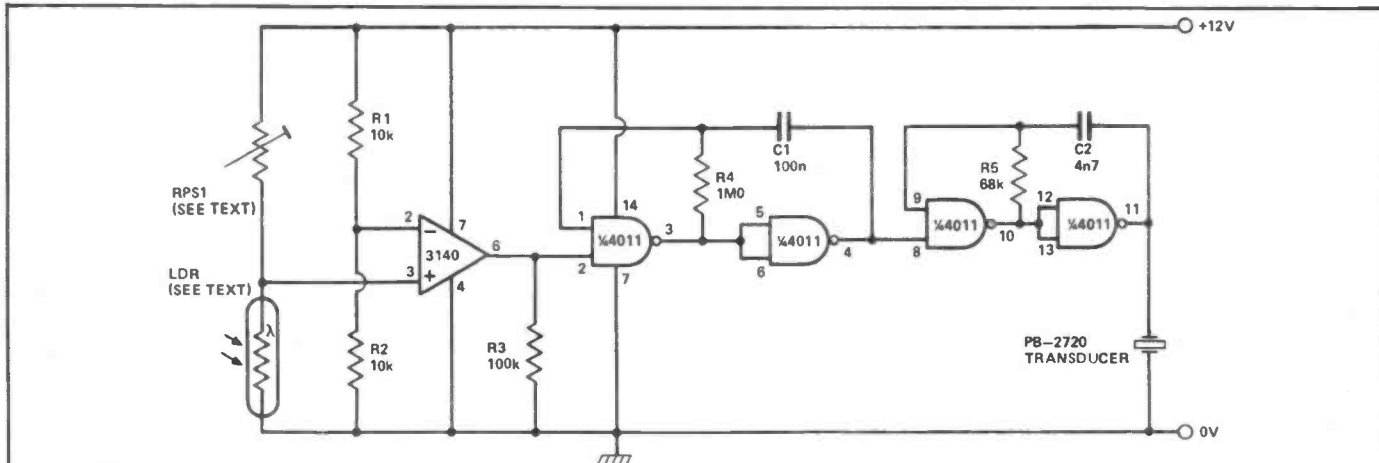 +12V
R1
10k
C1
100n
C2
4n7
R4
1M0
R5
68k
RPS1
(SEE TEXT)
2
7
3140
6
3
4
LDR
(SEE TEXT)
λ
R2
10k
R3
100k
1
14
¼4011
3
2
7
5
¼4011
4
6
9
¼4011
10
8
12
¼4011
11
13
PB–2720
TRANSDUCER
0V